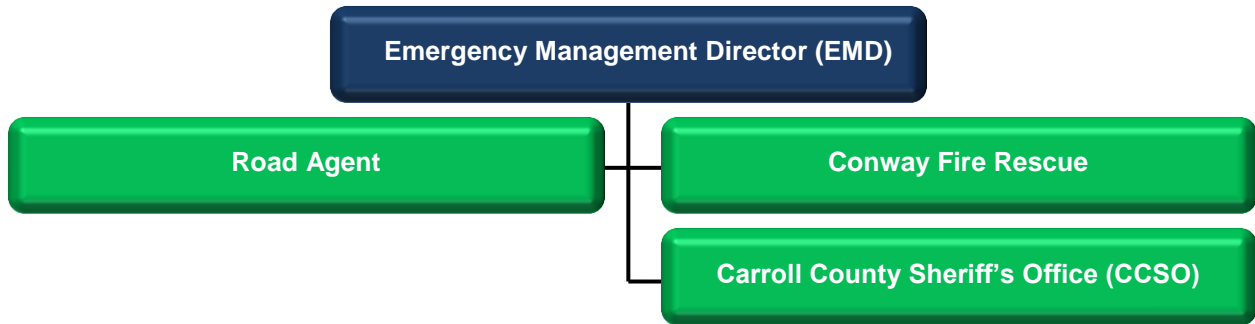 Emergency Management Director (EMD)
Road Agent
Conway Fire Rescue
Carroll County Sheriff’s Office (CCSO)